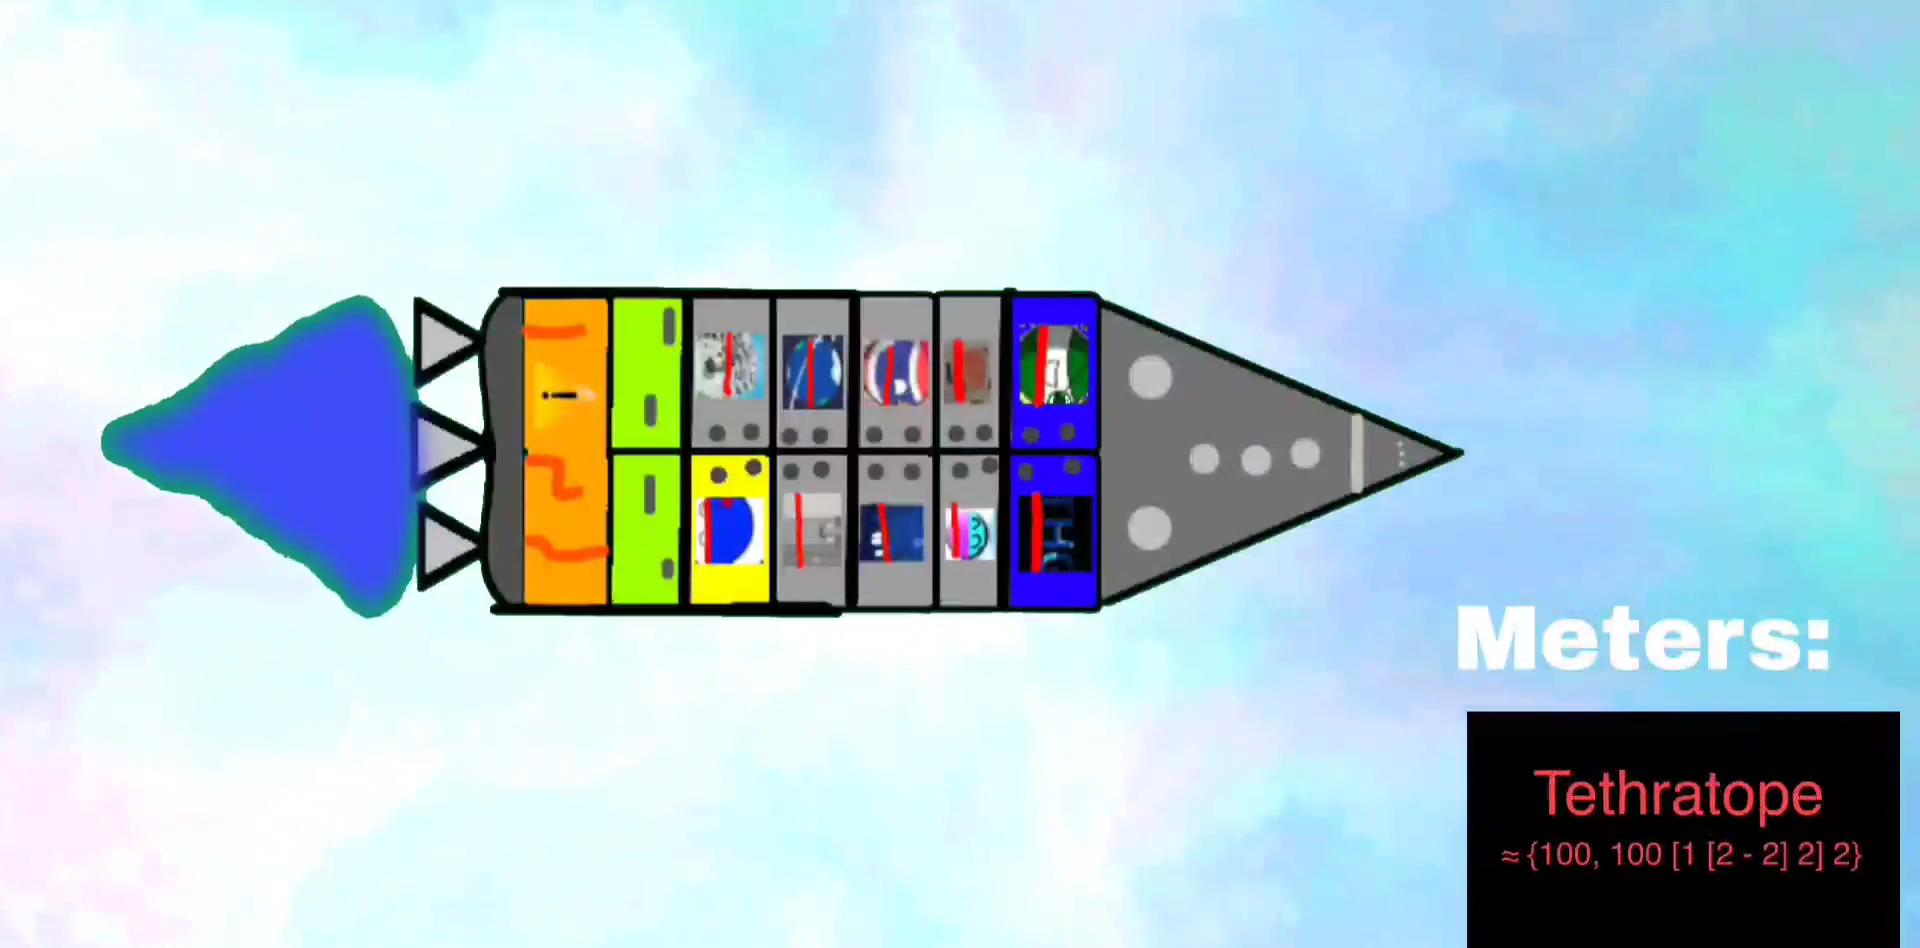 Meters:
Tethratope
≈ {100, 100 [1 [2 - 2] 2] 2}